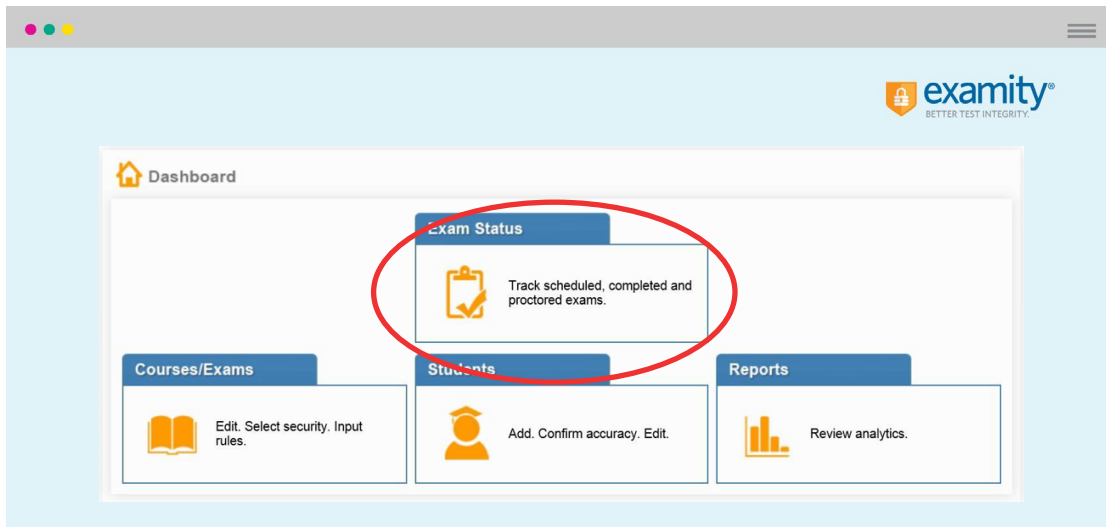 examity®
BETTER TEST INTEGRITY.
Dashboard
Exam Status
Track scheduled, completed and
proctored exams.
Courses/Exams
Edit. Select security. Input
rules.
Students
Add. Confirm accuracy. Edit.
Reports
Review analytics.